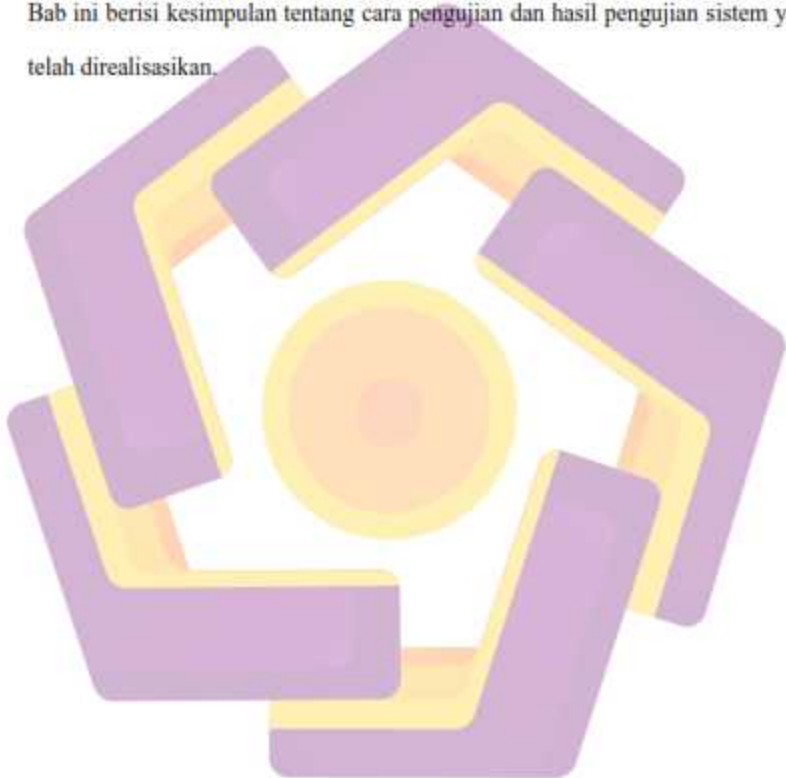 Bab ini berisi kesimpulan tentang cara pengujian dan hasil pengujian sistem y
telah direalisasikan.